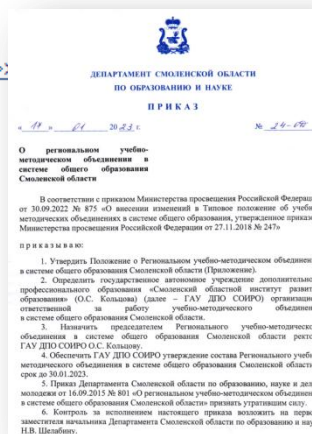 ДЕПАРТАМЕНТ СМОЛЕНСКОЙ ОБЛАСТИ
ПО ОБРАЗОВАНИЮ И НАУКЕ
ПРИКАЗ
« 17 » 01 2023 г. № 24-ОД
О региональном учебно-
методическом объединении в
системе общего образования
Смоленской области
В соответствии с приказом Министерства просвещения Российской Федерац
от 30.09.2022 № 875 «О внесении изменений в Типовое положение об учебн
методических объединениях в системе общего образования, утвержденное приказо
Министерства просвещения Российской Федерации от 27.11.2018 № 247»
приказываю:
1. Утвердить Положение о Региональном учебно-методическом объединен
в системе общего образования Смоленской области (Приложение).
2. Определить государственное автономное учреждение дополнительно
профессионального образования «Смоленский областной институт развит
образования» (О.С. Кольцова) (далее – ГАУ ДПО СОИРО) организацие
ответственной за работу учебно-методического объединен
в системе общего образования Смоленской области.
3. Назначить председателем Регионального учебно-методическо
объединения в системе общего образования Смоленской области ректо
ГАУ ДПО СОИРО О.С. Кольцову.
4. Обеспечить ГАУ ДПО СОИРО утверждение состава Регионального учебн
методического объединения в системе общего образования Смоленской области
срок до 30.01.2023.
5. Приказ Департамента Смоленской области по образованию, науке и дела
молодежи от 16.09.2015 № 801 «О региональном учебно-методическом объединен
в системе общего образования Смоленской области» признать утратившим силу.
6. Контроль за исполнением настоящего приказа возложить на перво
заместителя начальника Департамента Смоленской области по образованию и нау
Н.В. Шелабину.